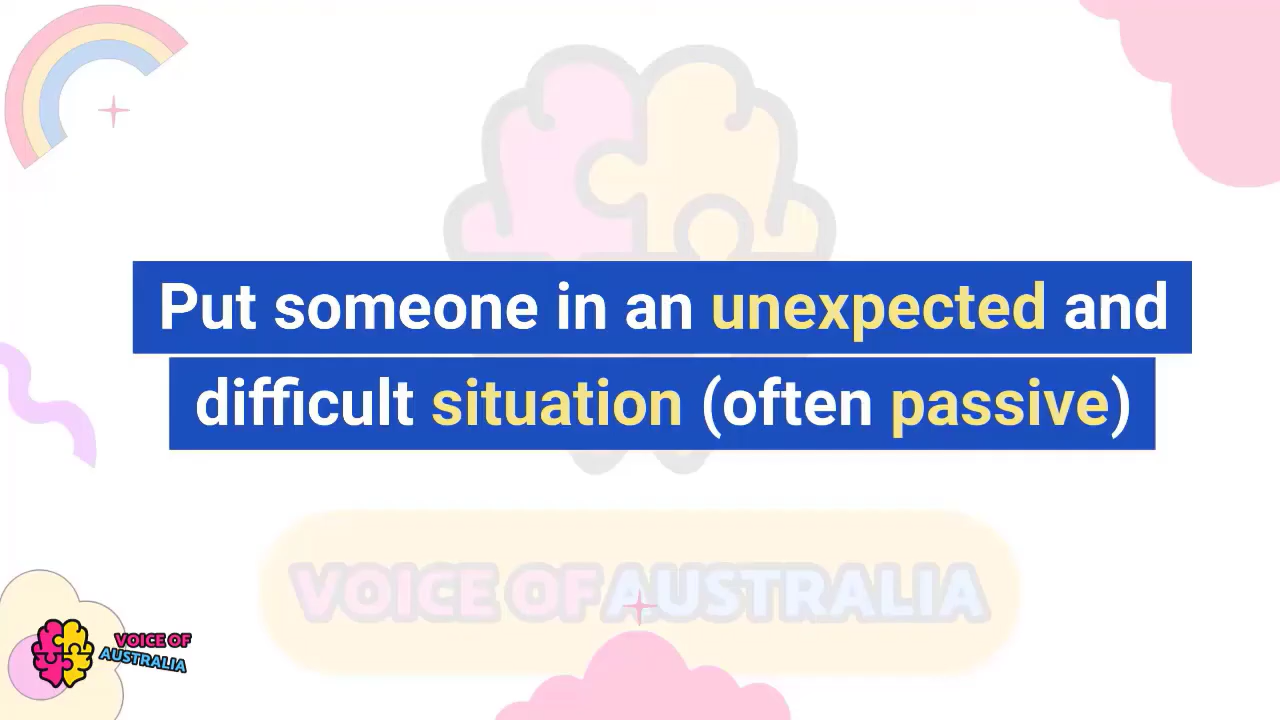 Put someone in an unexpected and
difficult situation (often passive)
VOICE OF AUSTRALIA
VOICE OF
AUSTRALIA